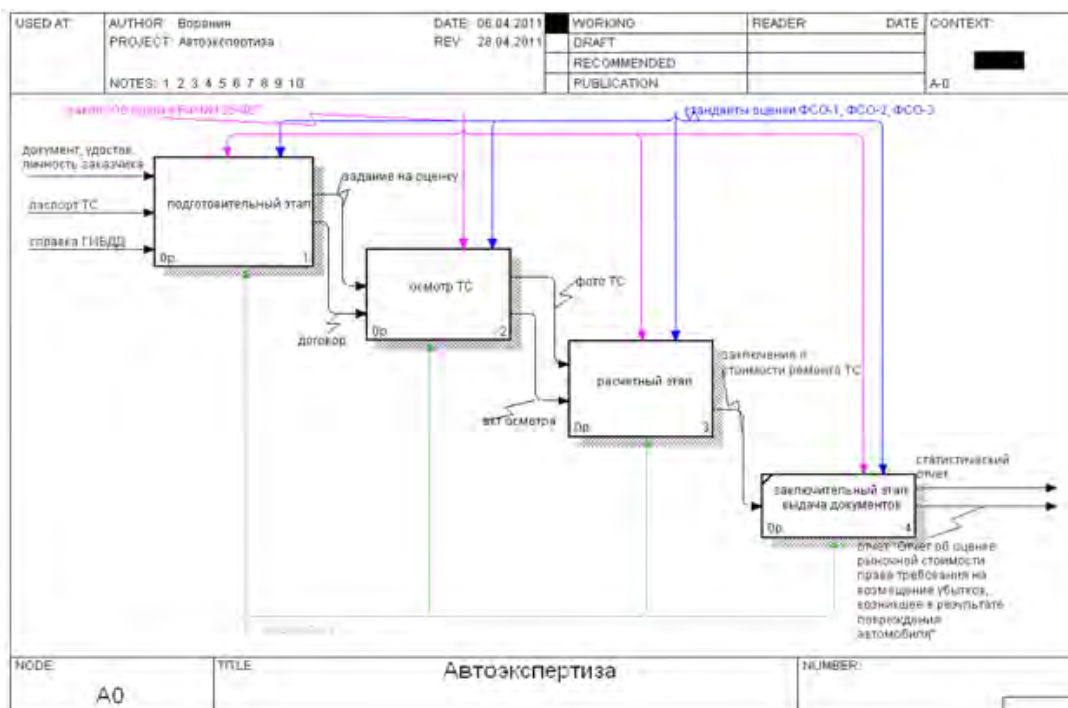 USED AT: AUTHOR: Воронин DATE: 06.04.2011 WORKING READER DATE CONTEXT:
PROJECT: Автоэкспертиза REV: 28.04.2011 DRAFT
RECOMMENDED
NOTES: 1 2 3 4 5 6 7 8 9 10 PUBLICATION A-0
стандарты оценки ФСО-1, ФСО-2, ФСО-3
документ, удостов.
личность заказчика
паспорт ТС
справка ГИБДД
подготовительный этап
0р. 1
задание на оценку
договор
осмотр ТС
0р. 2
фото ТС
акт осмотра
расчетный этап
0р. 3
заключение о
стоимости ремонта ТС
заключительный этап
выдача документов
0р. 4
статистический
отчет
отчет "Отчет об оценке
рыночной стоимости
права требования на
возмещение убытков,
возникшее в результате
повреждения
автомобиля"
NODE: TITLE: Автоэкспертиза NUMBER:
A0